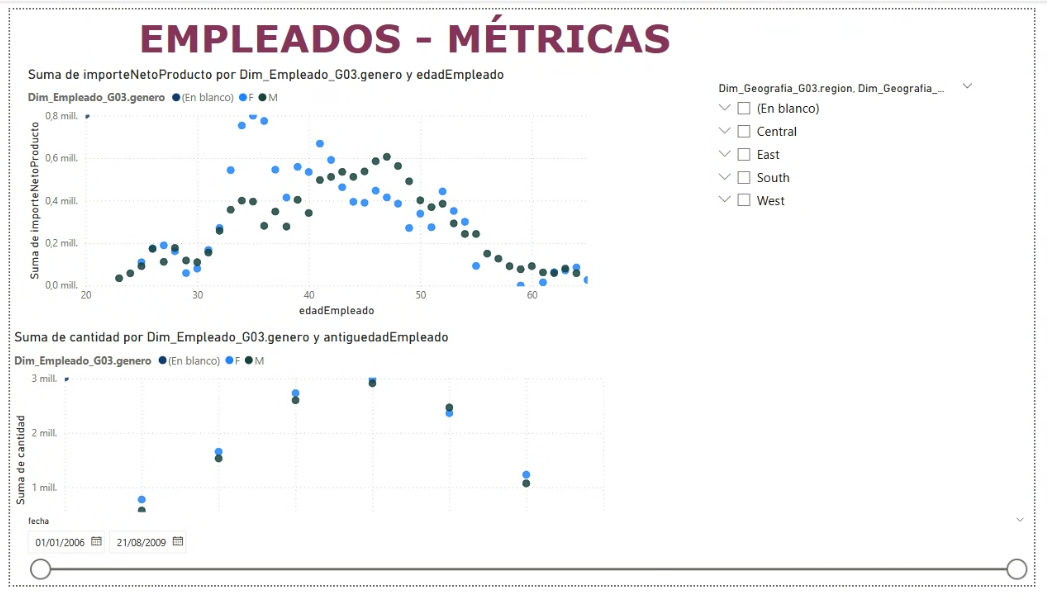 EMPLEADOS - MÉTRICAS
Suma de importeNetoProducto por Dim_Empleado_G03.genero y edadEmpleado
Dim_Empleado_G03.genero (En blanco) F M
Suma de importeNetoProducto
0,8 mill.
0,6 mill.
0,4 mill.
0,2 mill.
0,0 mill.
20 30 40 50 60
edadEmpleado
Dim_Geografia_G03.region, Dim_Geografia_...
(En blanco)
Central
East
South
West
Suma de cantidad por Dim_Empleado_G03.genero y antiguedadEmpleado
Dim_Empleado_G03.genero (En blanco) F M
Suma de cantidad
3 mill.
2 mill.
1 mill.
fecha
01/01/2006 21/08/2009